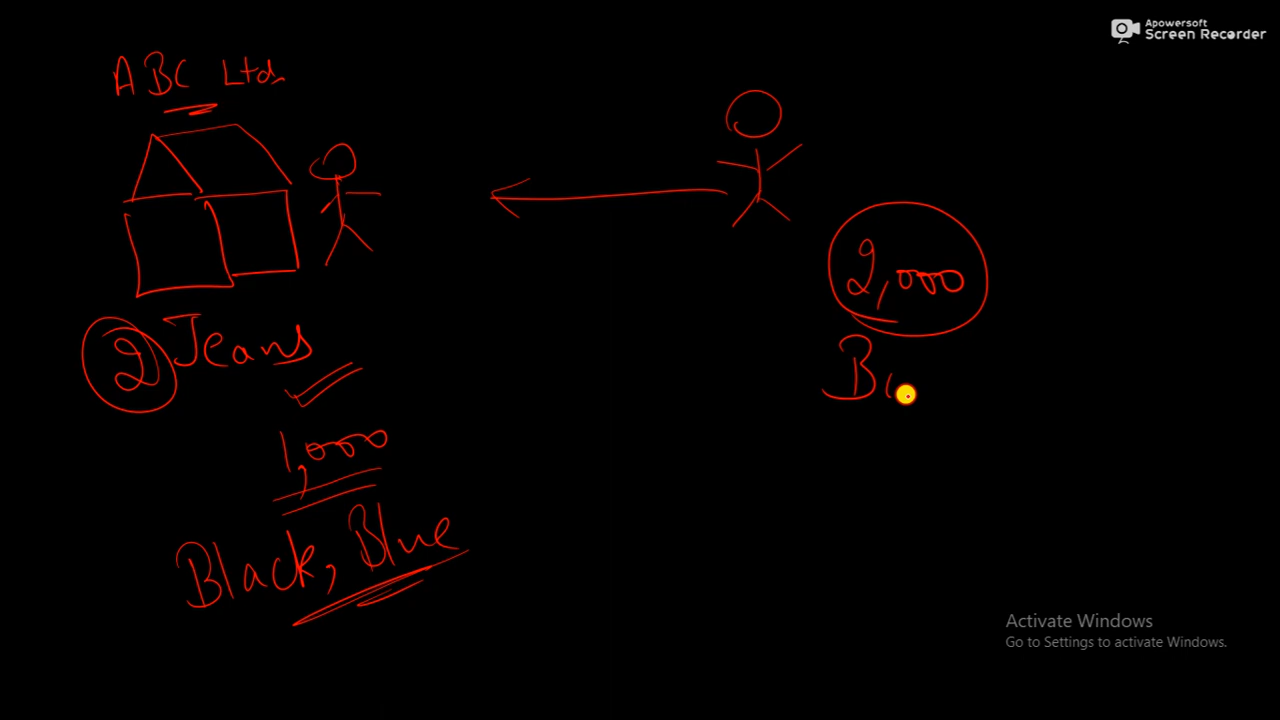 Apowersoft
Screen Recorder
ABC Ltd.
2,000
2 Jeans
1,000
Black, Blue
Activate Windows
Go to Settings to activate Windows.